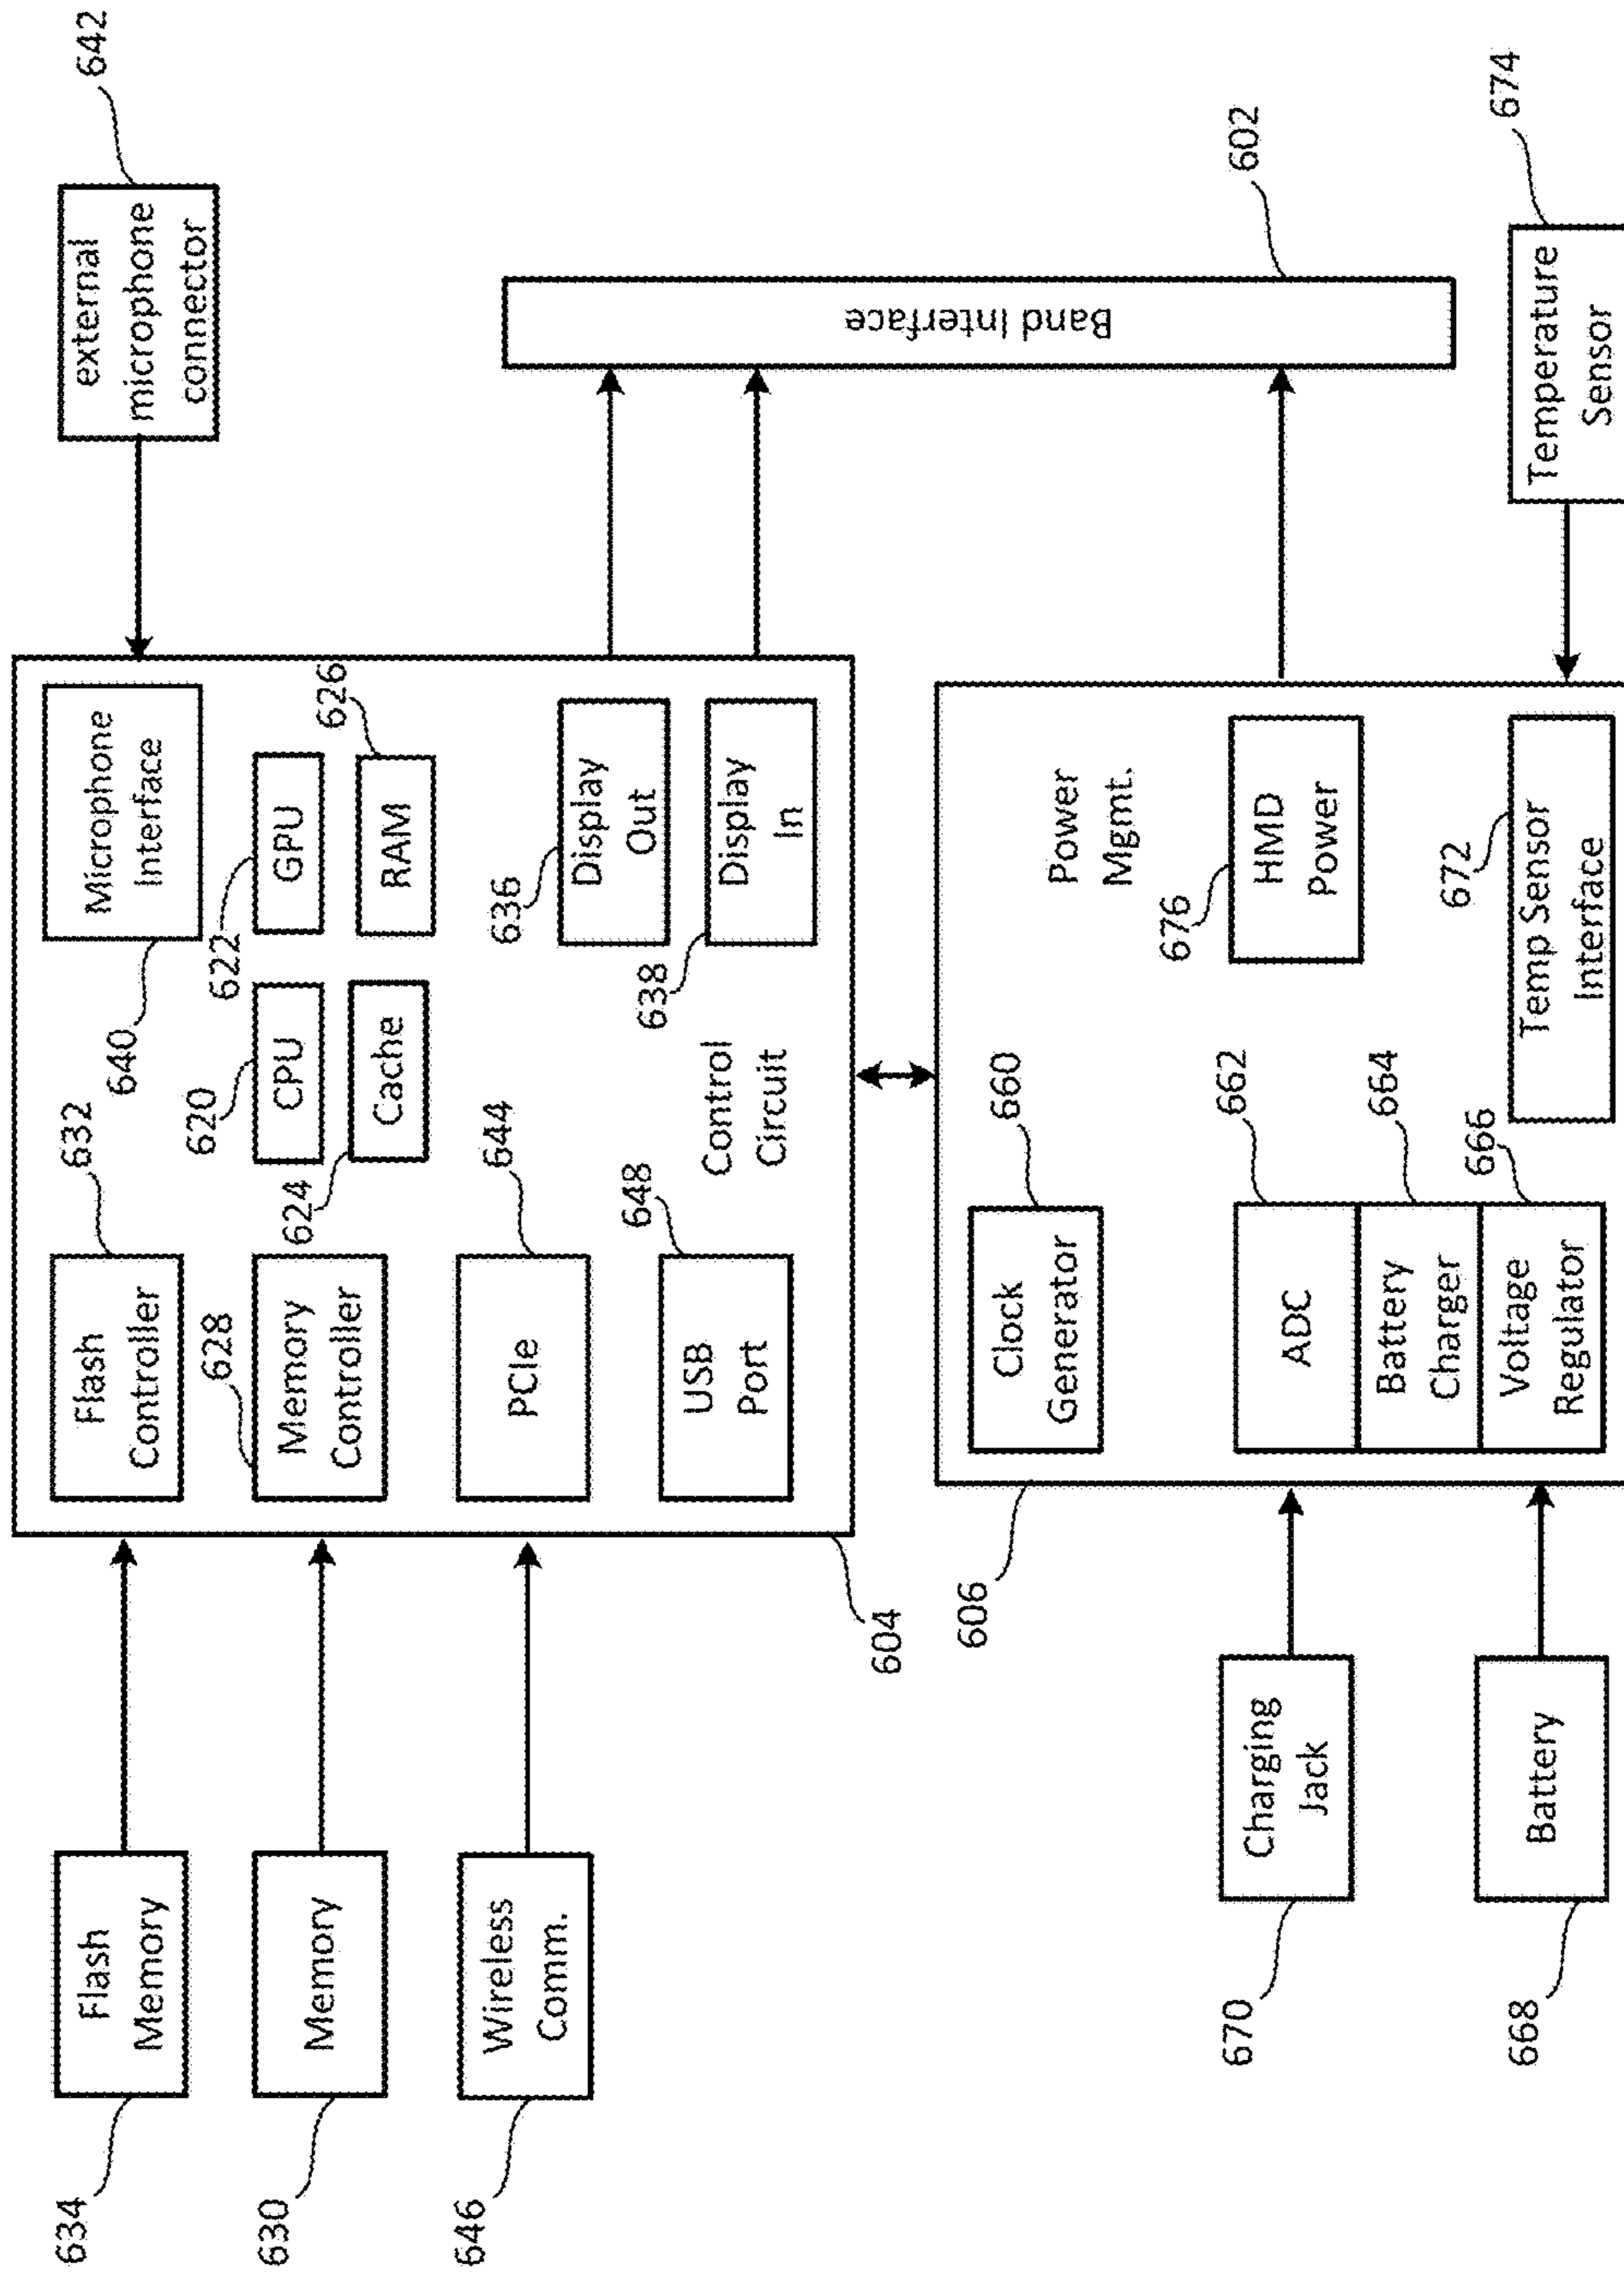 634
Flash
Memory
630
Memory
646
Wireless
Comm.
632
Flash
Controller
628
Memory
Controller
644
PCIe
648
USB
Port
640
Microphone
Interface
620
CPU
622
GPU
624
Cache
626
RAM
636
Display
Out
638
Display
In
Control
Circuit
604
642
external
microphone
connector
602
Band Interface
606
660
Clock
Generator
Power
Mgmt.
662
ADC
664
Battery
Charger
666
Voltage
Regulator
676
HMD
Power
672
Temp Sensor
Interface
670
Charging
Jack
668
Battery
674
Temperature
Sensor